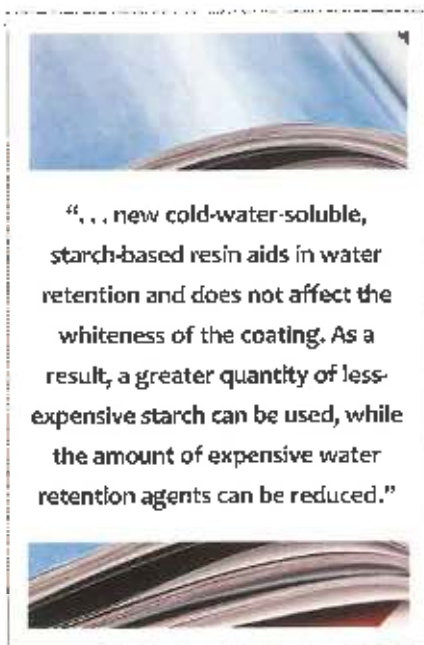 “. . . new cold-water-soluble,
starch-based resin aids in water
retention and does not affect the
whiteness of the coating. As a
result, a greater quantity of less-
expensive starch can be used, while
the amount of expensive water
retention agents can be reduced.”